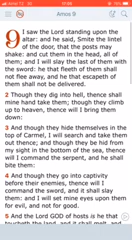 Amos 9
9 I saw the Lord standing upon the
altar: and he said, Smite the lintel
of the door, that the posts may
shake: and cut them in the head, all of
them; and I will slay the last of them with
the sword: he that fleeth of them shall
not flee away, and he that escapeth of
them shall not be delivered.
2 Though they dig into hell, thence shall
mine hand take them; though they climb
up to heaven, thence will I bring them
down:
3 And though they hide themselves in the
top of Carmel, I will search and take them
out thence; and though they be hid from
my sight in the bottom of the sea, thence
will I command the serpent, and he shall
bite them:
4 And though they go into captivity
before their enemies, thence will I
command the sword, and it shall slay
them: and I will set mine eyes upon them
for evil, and not for good.
5 And the Lord GOD of hosts is he that